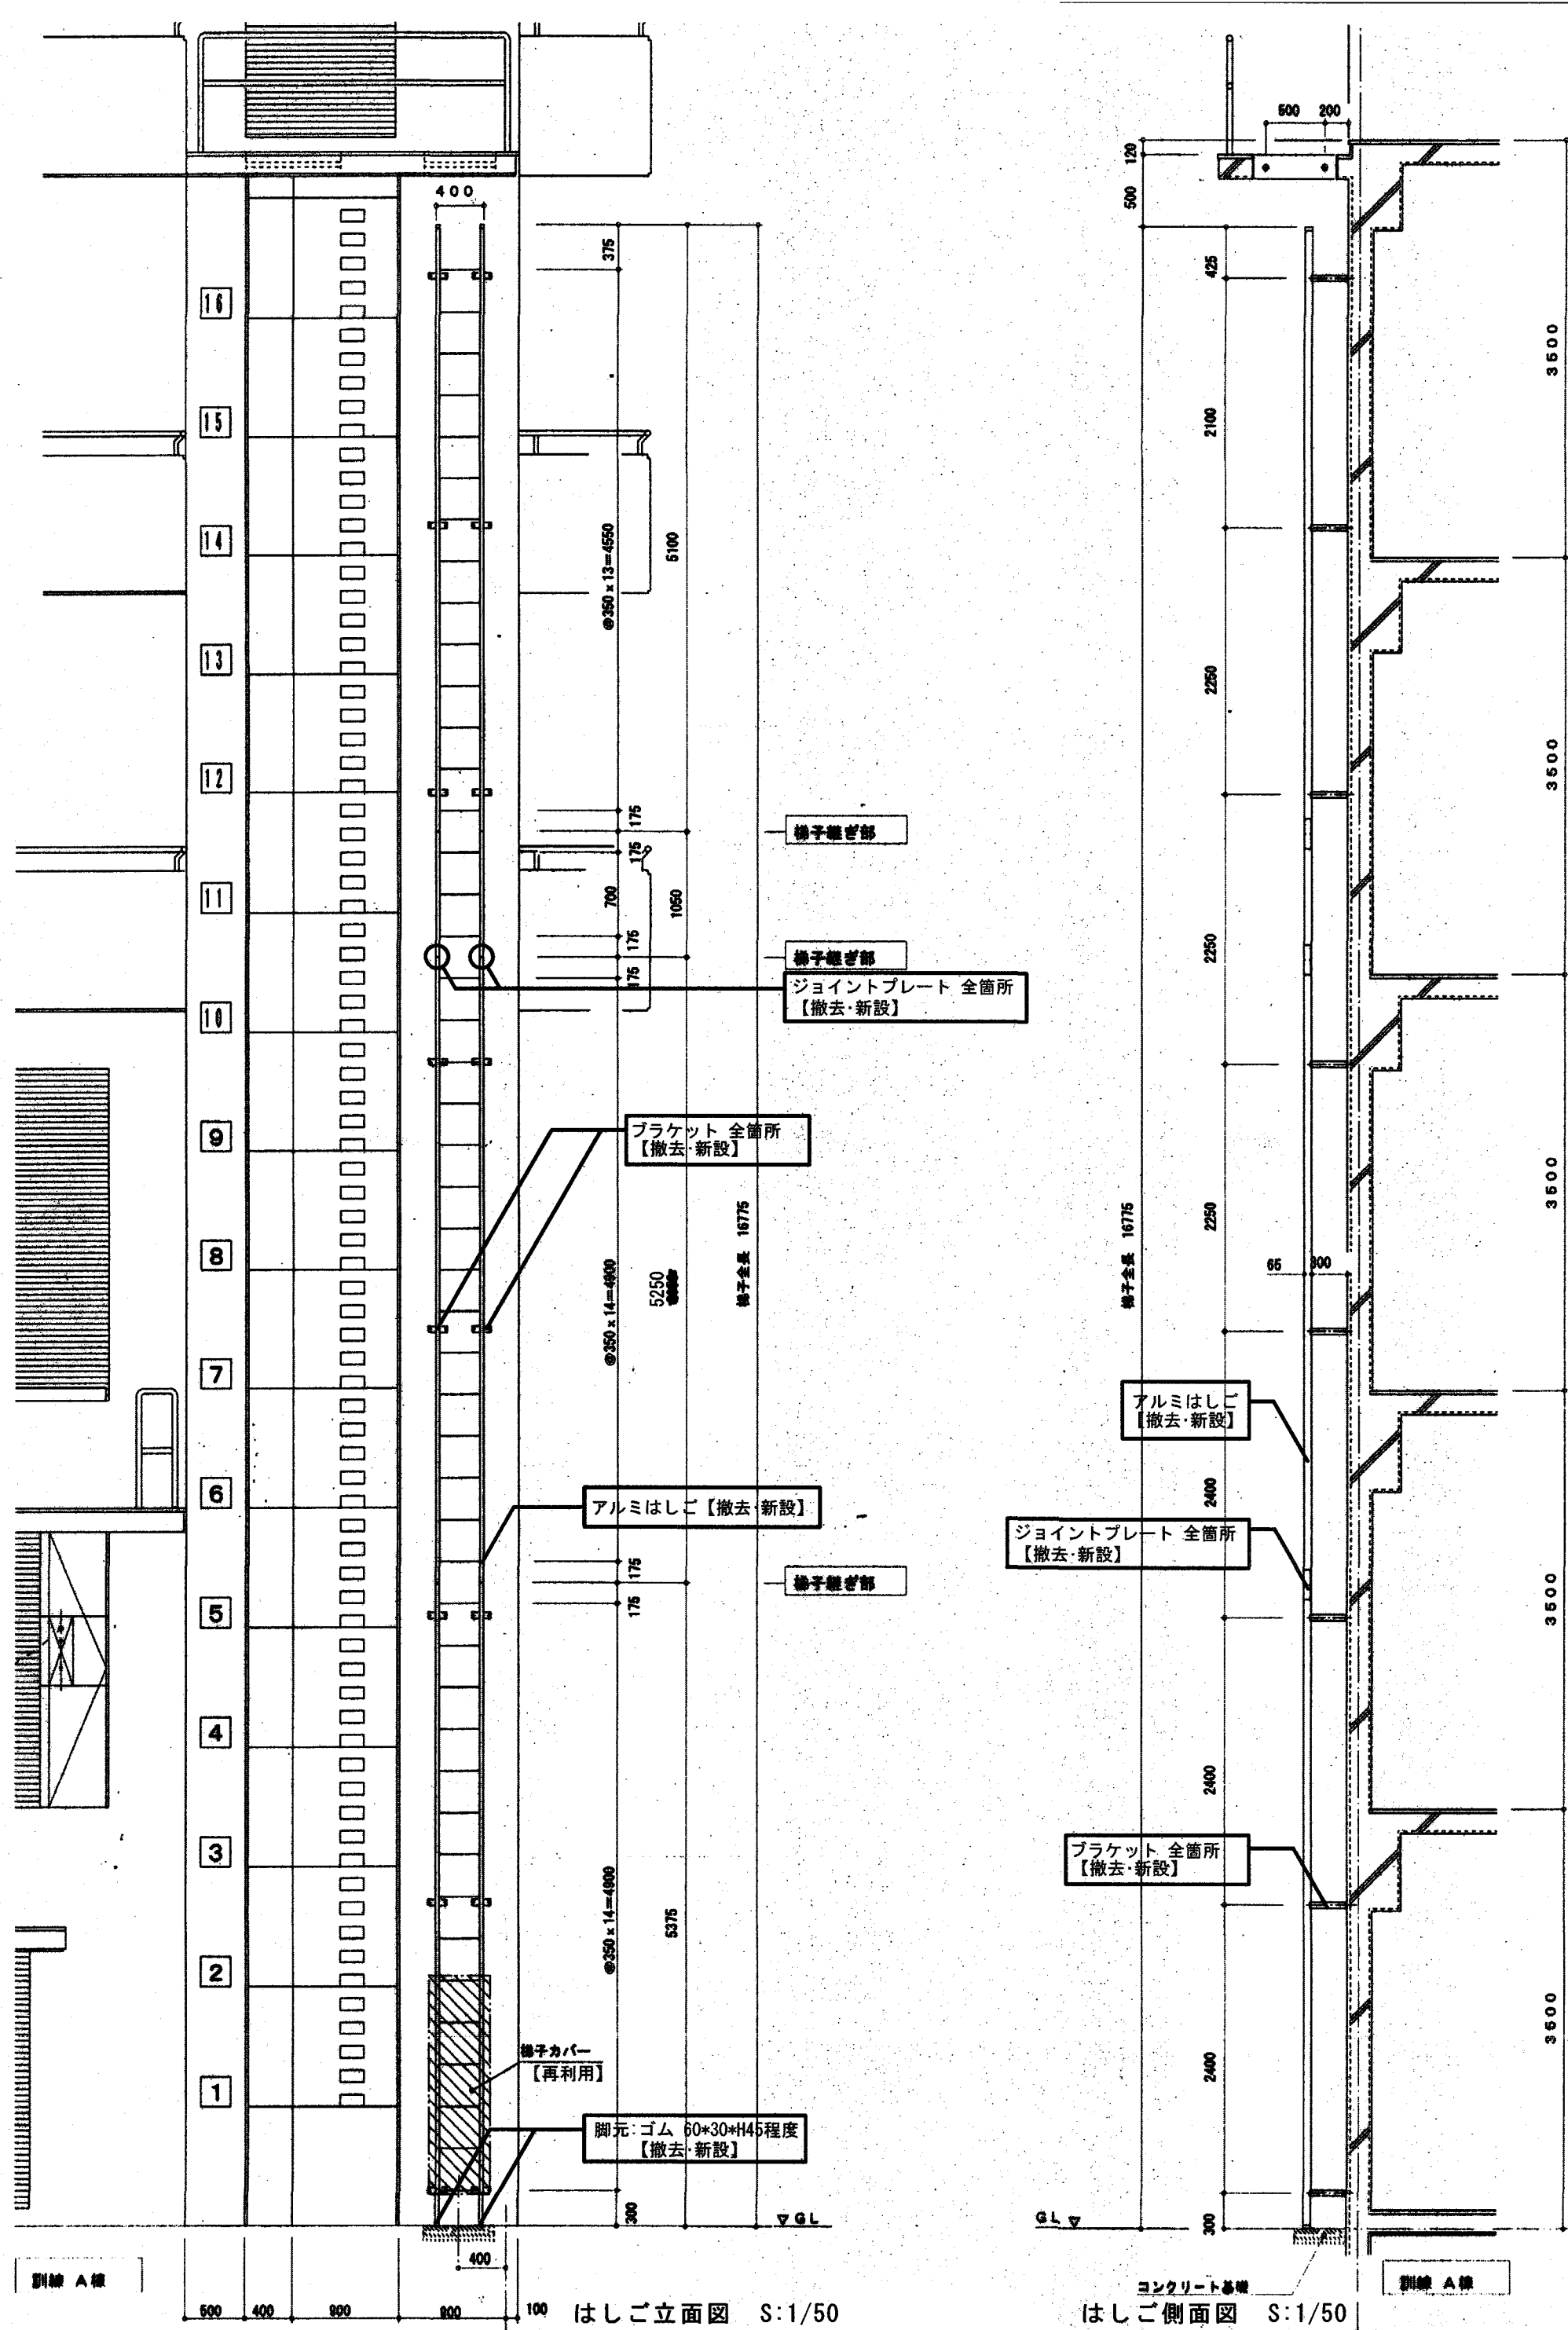 400
16
15
14
13
12
11
10
9
8
7
6
5
4
3
2
1
375
@350x13=4550
5100
175
175
700
1050
175
175
梯子継ぎ部
梯子継ぎ部
ジョイントプレート 全箇所
【撤去・新設】
ブラケット 全箇所
【撤去・新設】
@350x14=4900
5250
梯子全長 16775
アルミはしご【撤去・新設】
175
175
梯子継ぎ部
@350x14=4900
5375
梯子カバー
【再利用】
脚元:ゴム 60*30*H45程度
【撤去・新設】
300
▽GL
400
訓練 A棟
500
400
900
900
100
はしご立面図 S:1/50
500
200
120
500
425
2100
2250
2250
2250
2400
2400
2400
300
梯子全長 16775
65
300
アルミはしご
【撤去・新設】
ジョイントプレート 全箇所
【撤去・新設】
ブラケット 全箇所
【撤去・新設】
3500
3500
3500
3500
3500
GL▽
コンクリート基礎
訓練 A棟
はしご側面図 S:1/50